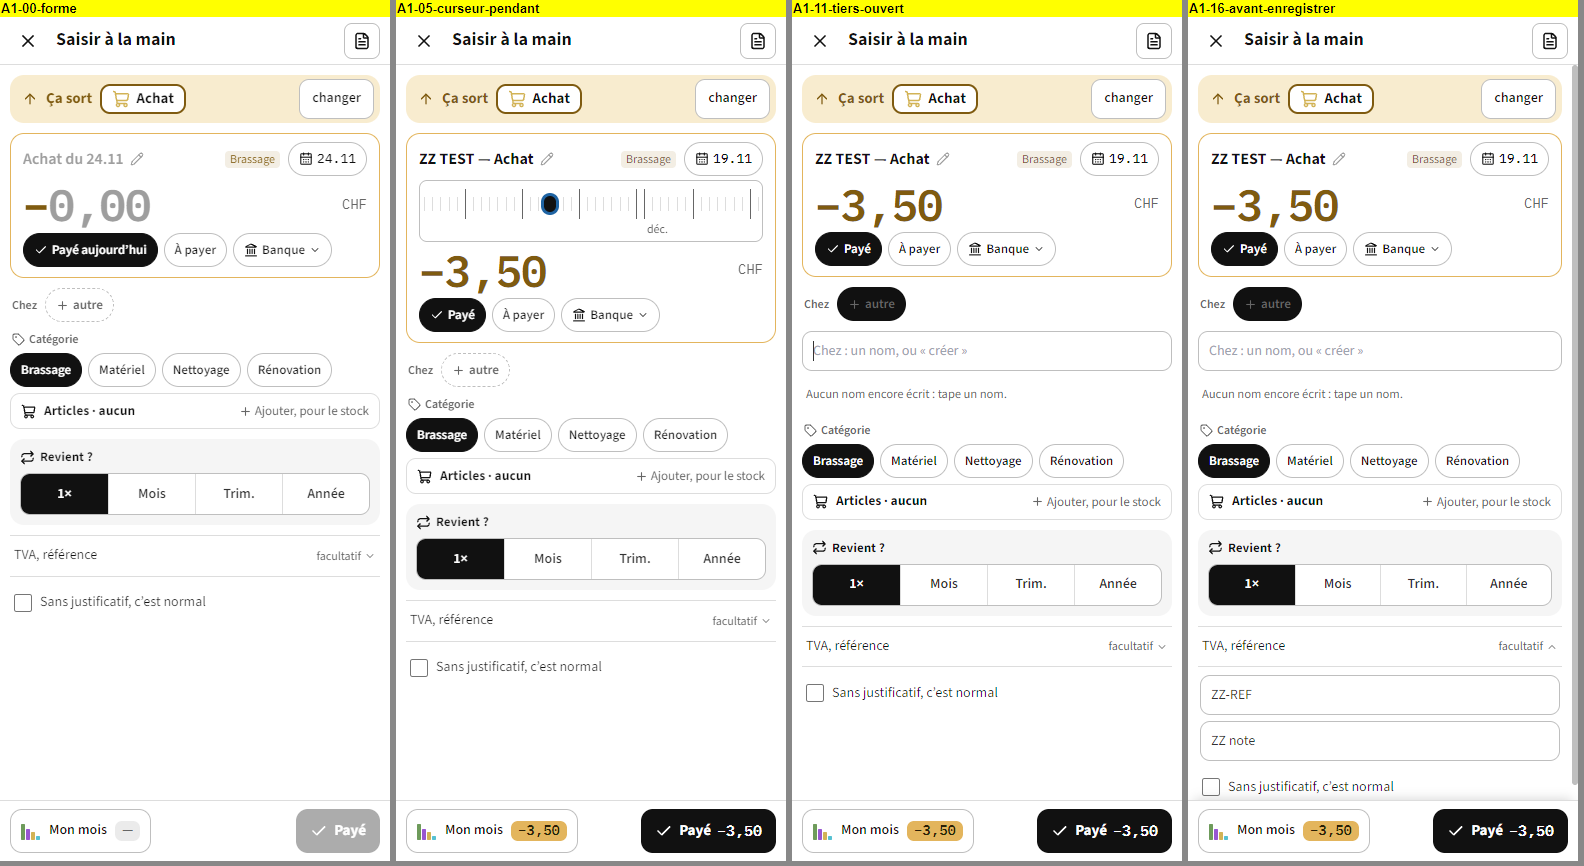 A1-00-forme
Saisir à la main
Ça sort
Achat
changer
Achat du 24.11
Brassage
24.11
−0,00
CHF
Payé aujourd'hui
À payer
Banque
Chez
+ autre
Catégorie
Brassage
Matériel
Nettoyage
Rénovation
Articles · aucun
+ Ajouter, pour le stock
Revient ?
1×
Mois
Trim.
Année
TVA, référence
facultatif
Sans justificatif, c'est normal
Mon mois
—
Payé
A1-05-curseur-pendant
Saisir à la main
Ça sort
Achat
changer
ZZ TEST — Achat
Brassage
19.11
déc.
−3,50
CHF
Payé
À payer
Banque
Chez
+ autre
Catégorie
Brassage
Matériel
Nettoyage
Rénovation
Articles · aucun
+ Ajouter, pour le stock
Revient ?
1×
Mois
Trim.
Année
TVA, référence
facultatif
Sans justificatif, c'est normal
Mon mois
−3,50
Payé −3,50
A1-11-tiers-ouvert
Saisir à la main
Ça sort
Achat
changer
ZZ TEST — Achat
Brassage
19.11
−3,50
CHF
Payé
À payer
Banque
Chez
+ autre
Chez : un nom, ou « créer »
Aucun nom encore écrit : tape un nom.
Catégorie
Brassage
Matériel
Nettoyage
Rénovation
Articles · aucun
+ Ajouter, pour le stock
Revient ?
1×
Mois
Trim.
Année
TVA, référence
facultatif
Sans justificatif, c'est normal
Mon mois
−3,50
Payé −3,50
A1-16-avant-enregistrer
Saisir à la main
Ça sort
Achat
changer
ZZ TEST — Achat
Brassage
19.11
−3,50
CHF
Payé
À payer
Banque
Chez
+ autre
Chez : un nom, ou « créer »
Aucun nom encore écrit : tape un nom.
Catégorie
Brassage
Matériel
Nettoyage
Rénovation
Articles · aucun
+ Ajouter, pour le stock
Revient ?
1×
Mois
Trim.
Année
TVA, référence
facultatif
ZZ-REF
ZZ note
Sans justificatif, c'est normal
Mon mois
−3,50
Payé −3,50